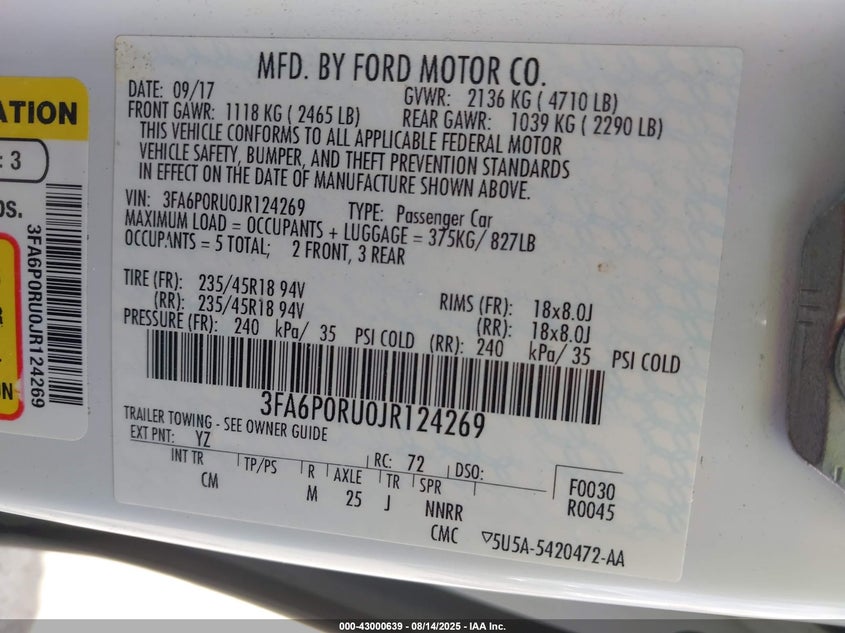 MFD. BY FORD MOTOR CO.
DATE: 09/17 GVWR: 2136 KG ( 4710 LB)
FRONT GAWR: 1118 KG ( 2465 LB) REAR GAWR: 1039 KG ( 2290 LB)
THIS VEHICLE CONFORMS TO ALL APPLICABLE FEDERAL MOTOR
VEHICLE SAFETY, BUMPER, AND THEFT PREVENTION STANDARDS
IN EFFECT ON THE DATE OF MANUFACTURE SHOWN ABOVE.
VIN: 3FA6P0RU0JR124269 TYPE: Passenger Car
MAXIMUM LOAD = OCCUPANTS + LUGGAGE = 375KG/ 827LB
OCCUPANTS = 5 TOTAL; 2 FRONT, 3 REAR
TIRE (FR): 235/45R18 94V RIMS (FR): 18x8.0J
(RR): 235/45R18 94V (RR): 18x8.0J
PRESSURE (FR): 240 kPa/ 35 PSI COLD (RR): 240 kPa/ 35 PSI COLD
3FA6P0RU0JR124269
TRAILER TOWING - SEE OWNER GUIDE
EXT PNT: YZ RC: 72 DSO:
INT TR TP/PS R AXLE TR SPR F0030
CM M 25 J NNRR R0045
CMC ▽5U5A-5420472-AA
ATION
: 3
OS.
3FA6P0RU0JR124269
R
ON
000-43000639 - 08/14/2025 - IAA Inc.